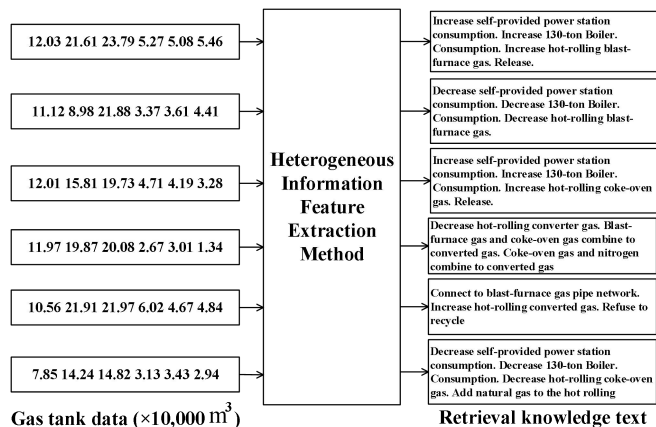 12.03 21.61 23.79 5.27 5.08 5.46
11.12 8.98 21.88 3.37 3.61 4.41
12.01 15.81 19.73 4.71 4.19 3.28
11.97 19.87 20.08 2.67 3.01 1.34
10.56 21.91 21.97 6.02 4.67 4.84
7.85 14.24 14.82 3.13 3.43 2.94
Gas tank data (×10,000 m³)
Heterogeneous
Information
Feature
Extraction
Method
Increase self-provided power station
consumption. Increase 130-ton Boiler.
Consumption. Increase hot-rolling blast-
furnace gas. Release.
Decrease self-provided power station
consumption. Decrease 130-ton Boiler.
Consumption. Decrease hot-rolling blast-
furnace gas.
Increase self-provided power station
consumption. Increase 130-ton Boiler.
Consumption. Increase hot-rolling coke-oven
gas. Release.
Decrease hot-rolling converter gas. Blast-
furnace gas and coke-oven gas combine to
converted gas. Coke-oven gas and nitrogen
combine to converted gas
Connect to blast-furnace gas pipe network.
Increase hot-rolling converted gas. Refuse to
recycle
Decrease self-provided power station
consumption. Decrease 130-ton Boiler.
Consumption. Decrease hot-rolling coke-oven
gas. Add natural gas to the hot rolling
Retrieval knowledge text